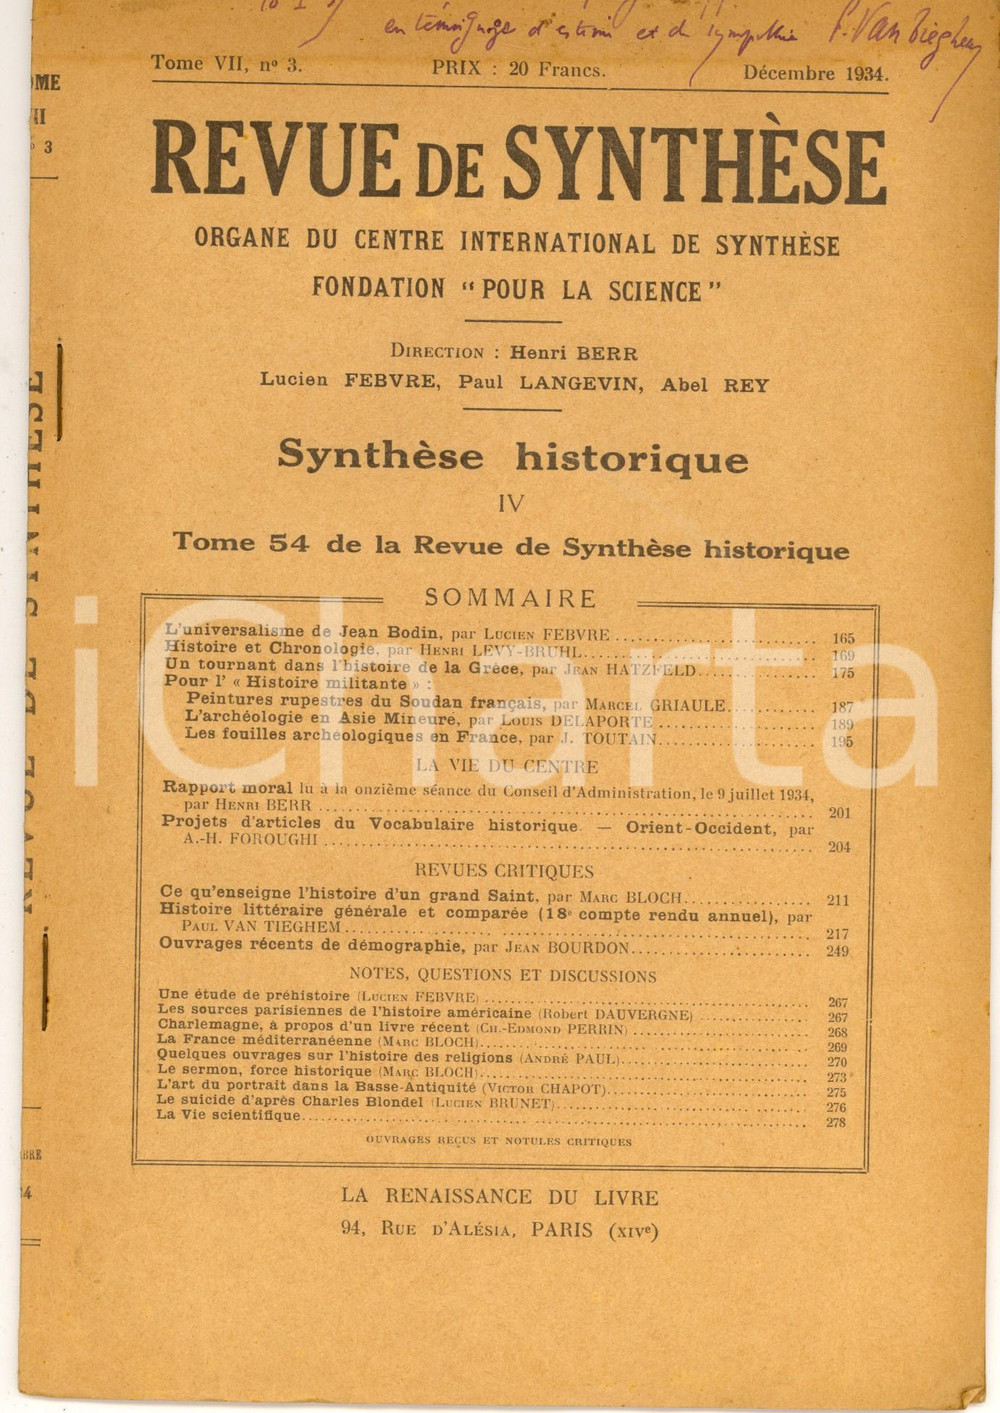 en témoignage d'estime et de sympathie P. Van Tieghem
Tome VII, nº 3. PRIX : 20 Francs. Décembre 1934.
REVUE DE SYNTHÈSE
ORGANE DU CENTRE INTERNATIONAL DE SYNTHÈSE
FONDATION "POUR LA SCIENCE"
DIRECTION : Henri BERR
Lucien FEBVRE, Paul LANGEVIN, Abel REY
Synthèse historique
IV
Tome 54 de la Revue de Synthèse historique
SOMMAIRE
L'universalisme de Jean Bodin, par LUCIEN FEBVRE 165
Histoire et Chronologie, par HENRI LEVY-BRUHL 169
Un tournant dans l'histoire de la Grèce, par JEAN HATZFELD 175
Pour l' « Histoire militante » :
Peintures rupestres du Soudan français, par MARCEL GRIAULE 187
L'archéologie en Asie Mineure, par LOUIS DELAPORTE 189
Les fouilles archéologiques en France, par J. TOUTAIN 195
LA VIE DU CENTRE
Rapport moral lu à la onzième séance du Conseil d'Administration, le 9 juillet 1934,
par HENRI BERR 201
Projets d'articles du Vocabulaire historique. — Orient-Occident, par
A.-H. FOROUGHI 204
REVUES CRITIQUES
Ce qu'enseigne l'histoire d'un grand Saint, par MARC BLOCH 211
Histoire littéraire générale et comparée (18e compte rendu annuel), par
PAUL VAN TIEGHEM 217
Ouvrages récents de démographie, par JEAN BOURDON 249
NOTES, QUESTIONS ET DISCUSSIONS
Une étude de préhistoire (LUCIEN FEBVRE) 267
Les sources parisiennes de l'histoire américaine (Robert DAUVERGNE) 267
Charlemagne, à propos d'un livre récent (CH.-EDMOND PERRIN) 268
La France méditerranéenne (MARC BLOCH) 269
Quelques ouvrages sur l'histoire des religions (ANDRÉ PAUL) 270
Le sermon, force historique (MARC BLOCH) 273
L'art du portrait dans la Basse-Antiquité (VICTOR CHAPOT) 275
Le suicide d'après Charles Blondel (LUCIEN BRUNET) 276
La Vie scientifique 278
OUVRAGES REÇUS ET NOTULES CRITIQUES
LA RENAISSANCE DU LIVRE
94, RUE D'ALÉSIA, PARIS (XIVe)
iCharta